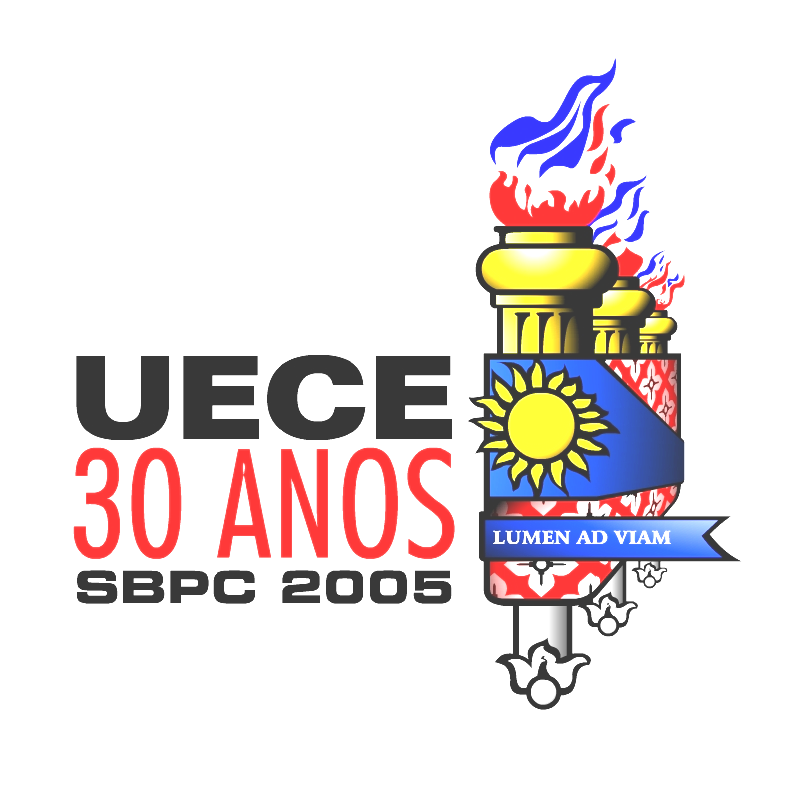 UECE
30 ANOS
SBPC 2005
LUMEN AD VIAM